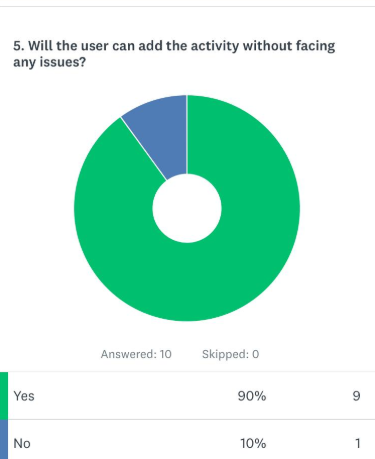 5. Will the user can add the activity without facing
any issues?
Answered: 10 Skipped: 0
Yes 90% 9
No 10% 1